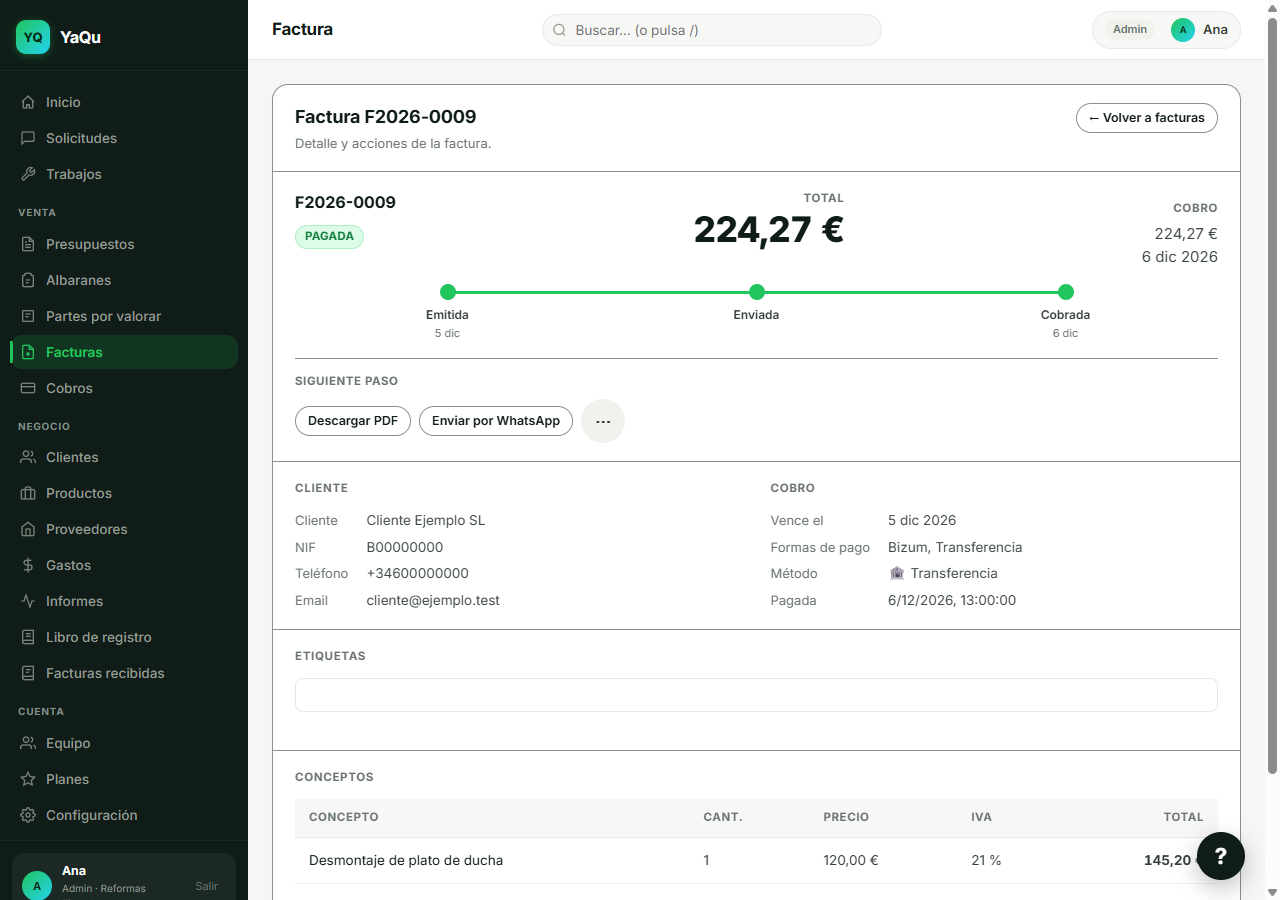 YQ YaQu
Inicio
Solicitudes
Trabajos
VENTA
Presupuestos
Albaranes
Partes por valorar
Facturas
Cobros
NEGOCIO
Clientes
Productos
Proveedores
Gastos
Informes
Libro de registro
Facturas recibidas
CUENTA
Equipo
Planes
Configuración
A
Ana
Admin · Reformas
Salir
Factura
Buscar... (o pulsa /)
Admin
A
Ana
Factura F2026-0009
Detalle y acciones de la factura.
← Volver a facturas
F2026-0009
PAGADA
TOTAL
224,27 €
COBRO
224,27 €
6 dic 2026
Emitida
5 dic
Enviada
Cobrada
6 dic
SIGUIENTE PASO
Descargar PDF
Enviar por WhatsApp
...
CLIENTE
Cliente Cliente Ejemplo SL
NIF B00000000
Teléfono +34600000000
Email cliente@ejemplo.test
COBRO
Vence el 5 dic 2026
Formas de pago Bizum, Transferencia
Método Transferencia
Pagada 6/12/2026, 13:00:00
ETIQUETAS
CONCEPTOS
CONCEPTO CANT. PRECIO IVA TOTAL
Desmontaje de plato de ducha 1 120,00 € 21 % 145,20
?